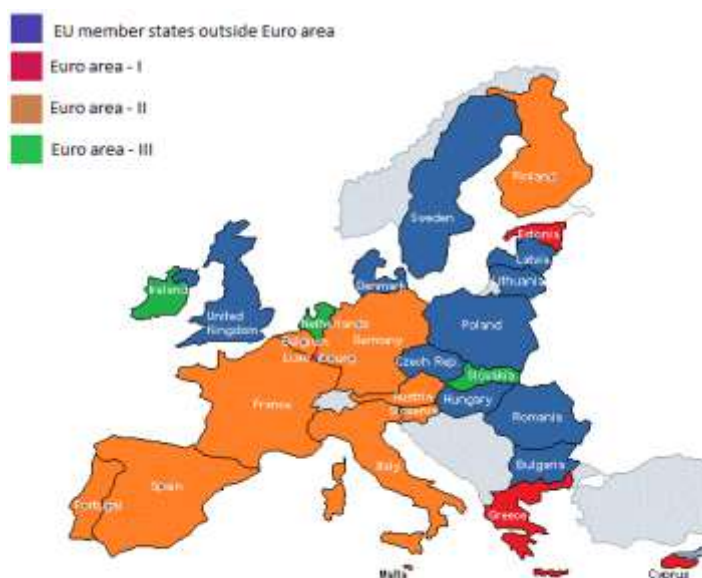 EU member states outside Euro area
Euro area - I
Euro area - II
Euro area - III
Finland
Sweden
Estonia
Latvia
Lithuania
Denmark
Ireland
United
Kingdom
Netherlands
Belgium
Luxembourg
Germany
Poland
Czech Rep.
Slovakia
Austria
Hungary
Slovenia
France
Romania
Italy
Bulgaria
Portugal
Spain
Greece
Malta
Cyprus